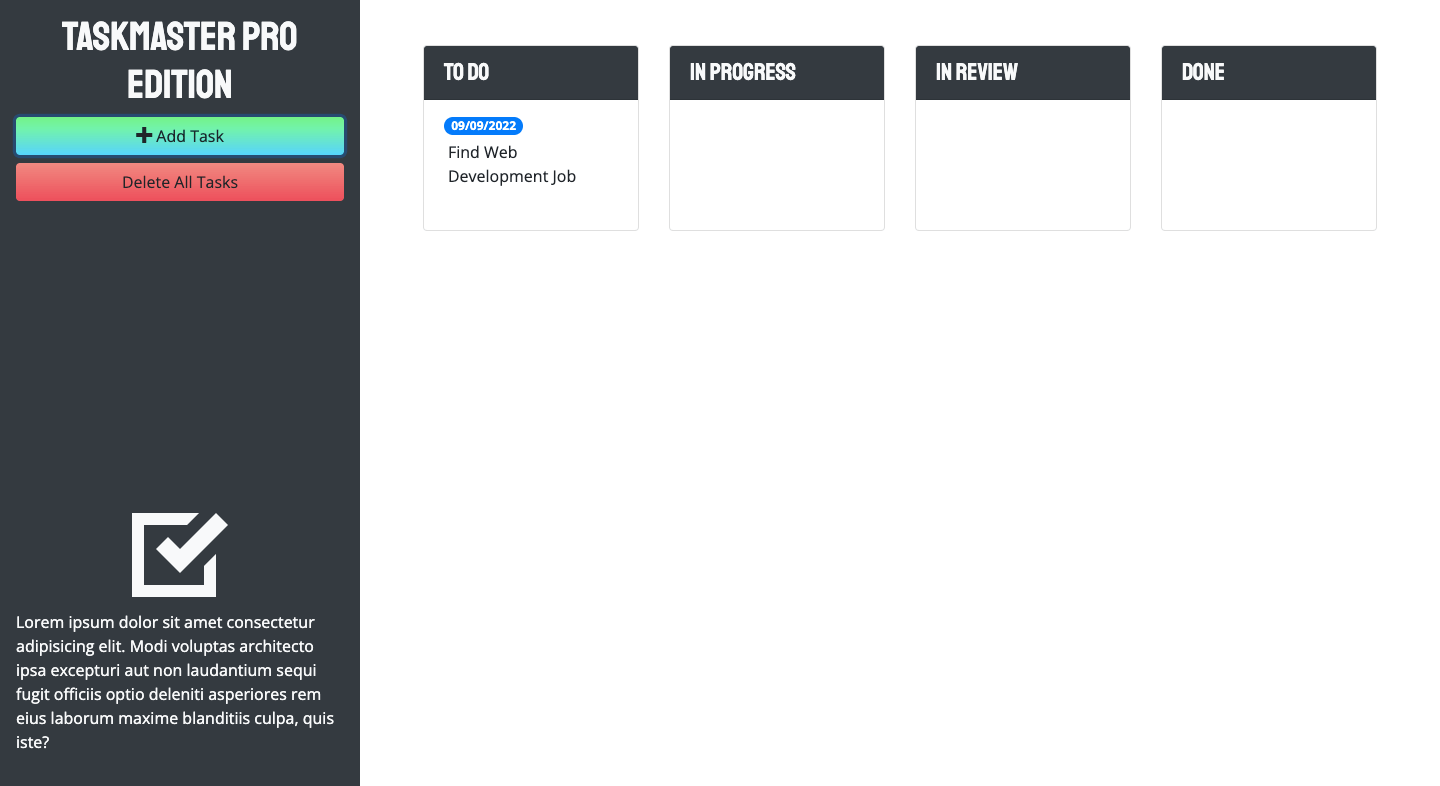 TASKMASTER PRO
EDITION
Add Task
Delete All Tasks
Lorem ipsum dolor sit amet consectetur
adipisicing elit. Modi voluptas architecto
ipsa excepturi aut non laudantium sequi
fugit officiis optio deleniti asperiores rem
eius laborum maxime blanditiis culpa, quis
iste?
TO DO
09/09/2022
Find Web
Development Job
IN PROGRESS
IN REVIEW
DONE